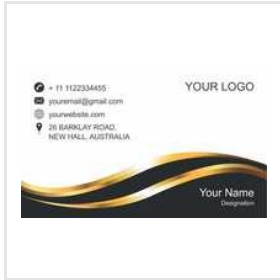 + 11 1122334455
YOUR LOGO
youremail@gmail.com
yourwebsite.com
26 BARKLAY ROAD,
NEW HALL, AUSTRALIA
Your Name
Designation